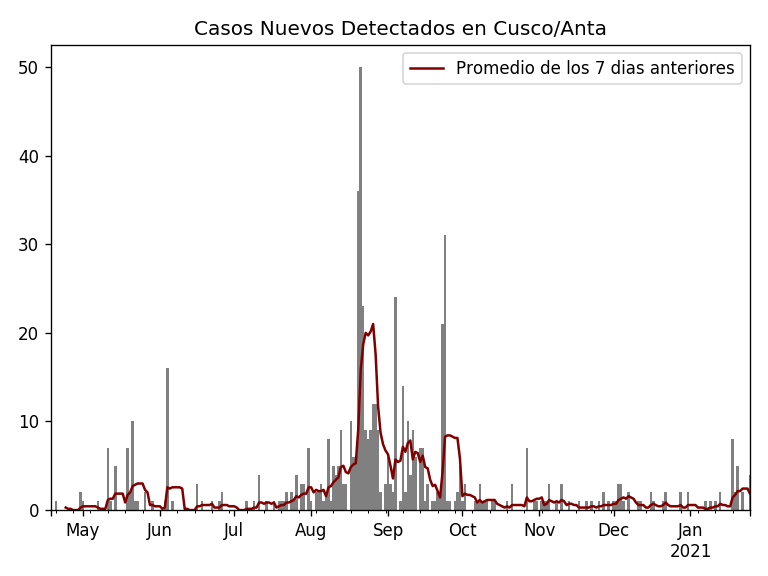 Casos Nuevos Detectados en Cusco/Anta
Promedio de los 7 dias anteriores
50
40
30
20
10
0
May Jun Jul Aug Sep Oct Nov Dec Jan
2021